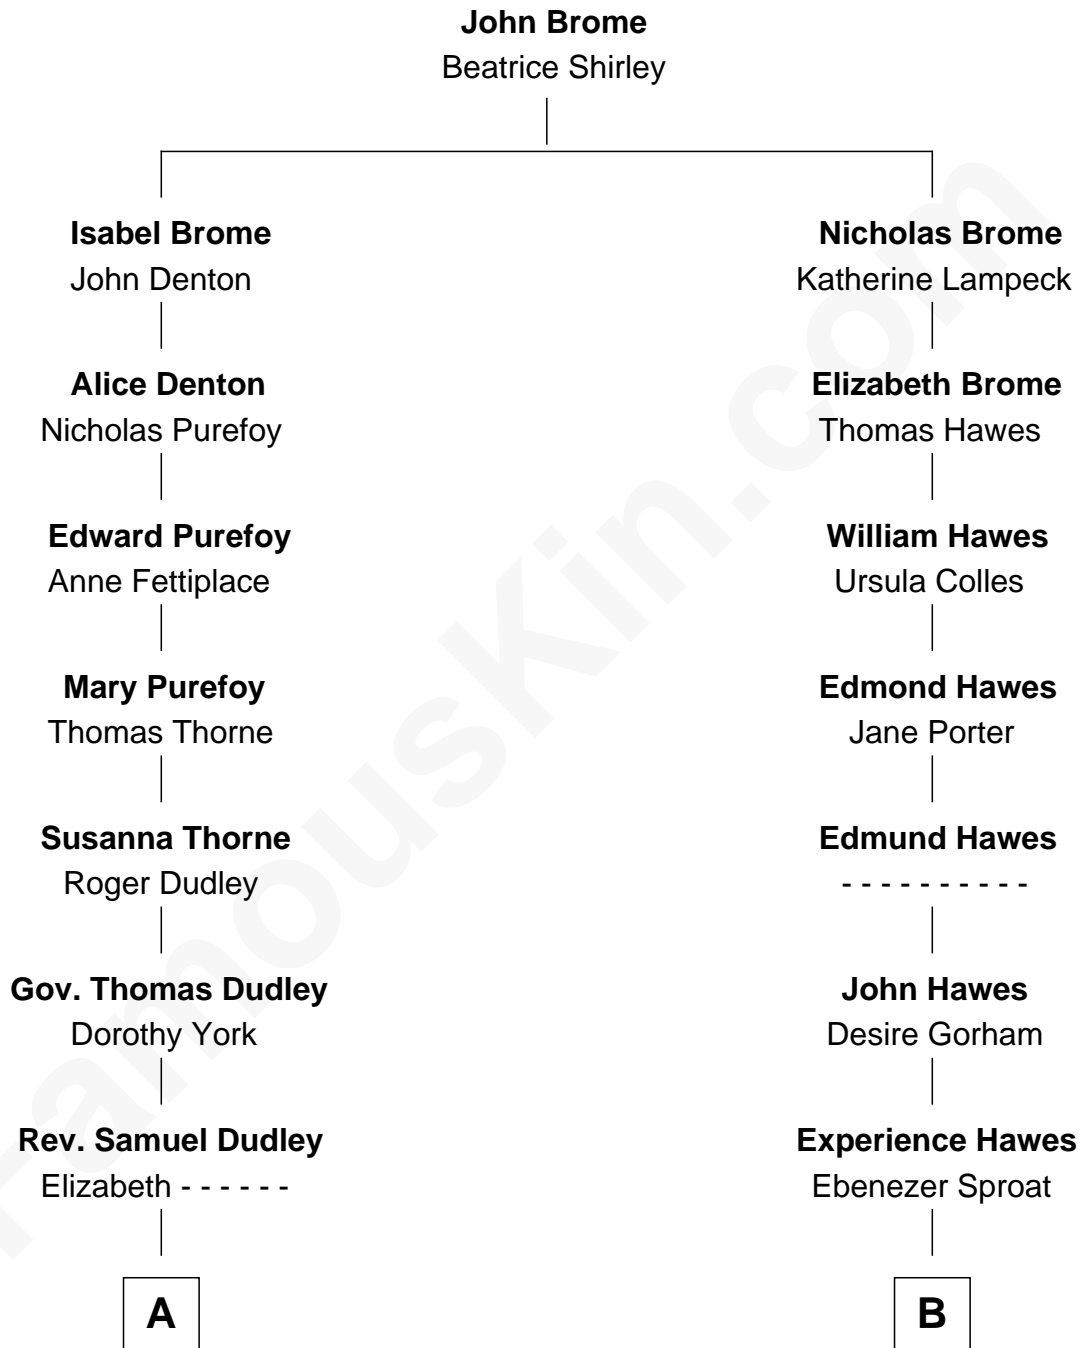 John Brome
Beatrice Shirley
Isabel Brome
John Denton
Nicholas Brome
Katherine Lampeck
Alice Denton
Nicholas Purefoy
Elizabeth Brome
Thomas Hawes
Edward Purefoy
Anne Fettiplace
William Hawes
Ursula Colles
Mary Purefoy
Thomas Thorne
Edmond Hawes
Jane Porter
Susanna Thorne
Roger Dudley
Edmund Hawes
- - - - - - - - - -
Gov. Thomas Dudley
Dorothy York
John Hawes
Desire Gorham
Rev. Samuel Dudley
Elizabeth - - - - - -
Experience Hawes
Ebenezer Sproat
A
B
FamousKin.com